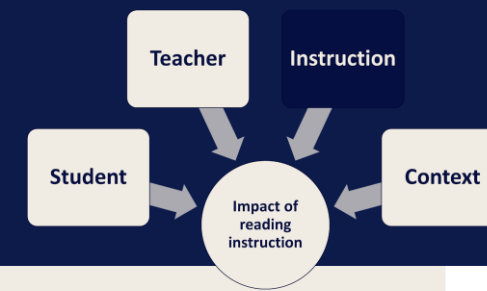 Teacher
Instruction
Student
Context
Impact of
reading
instruction